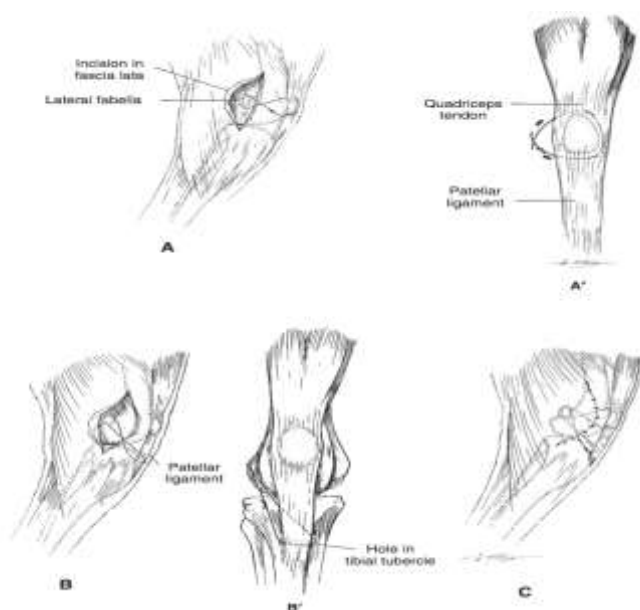 Incision in
fascia lata
Lateral fabella
A
Quadriceps
tendon
Patellar
ligament
A'
Patellar
ligament
B
Hole in
tibial tubercle
B'
C